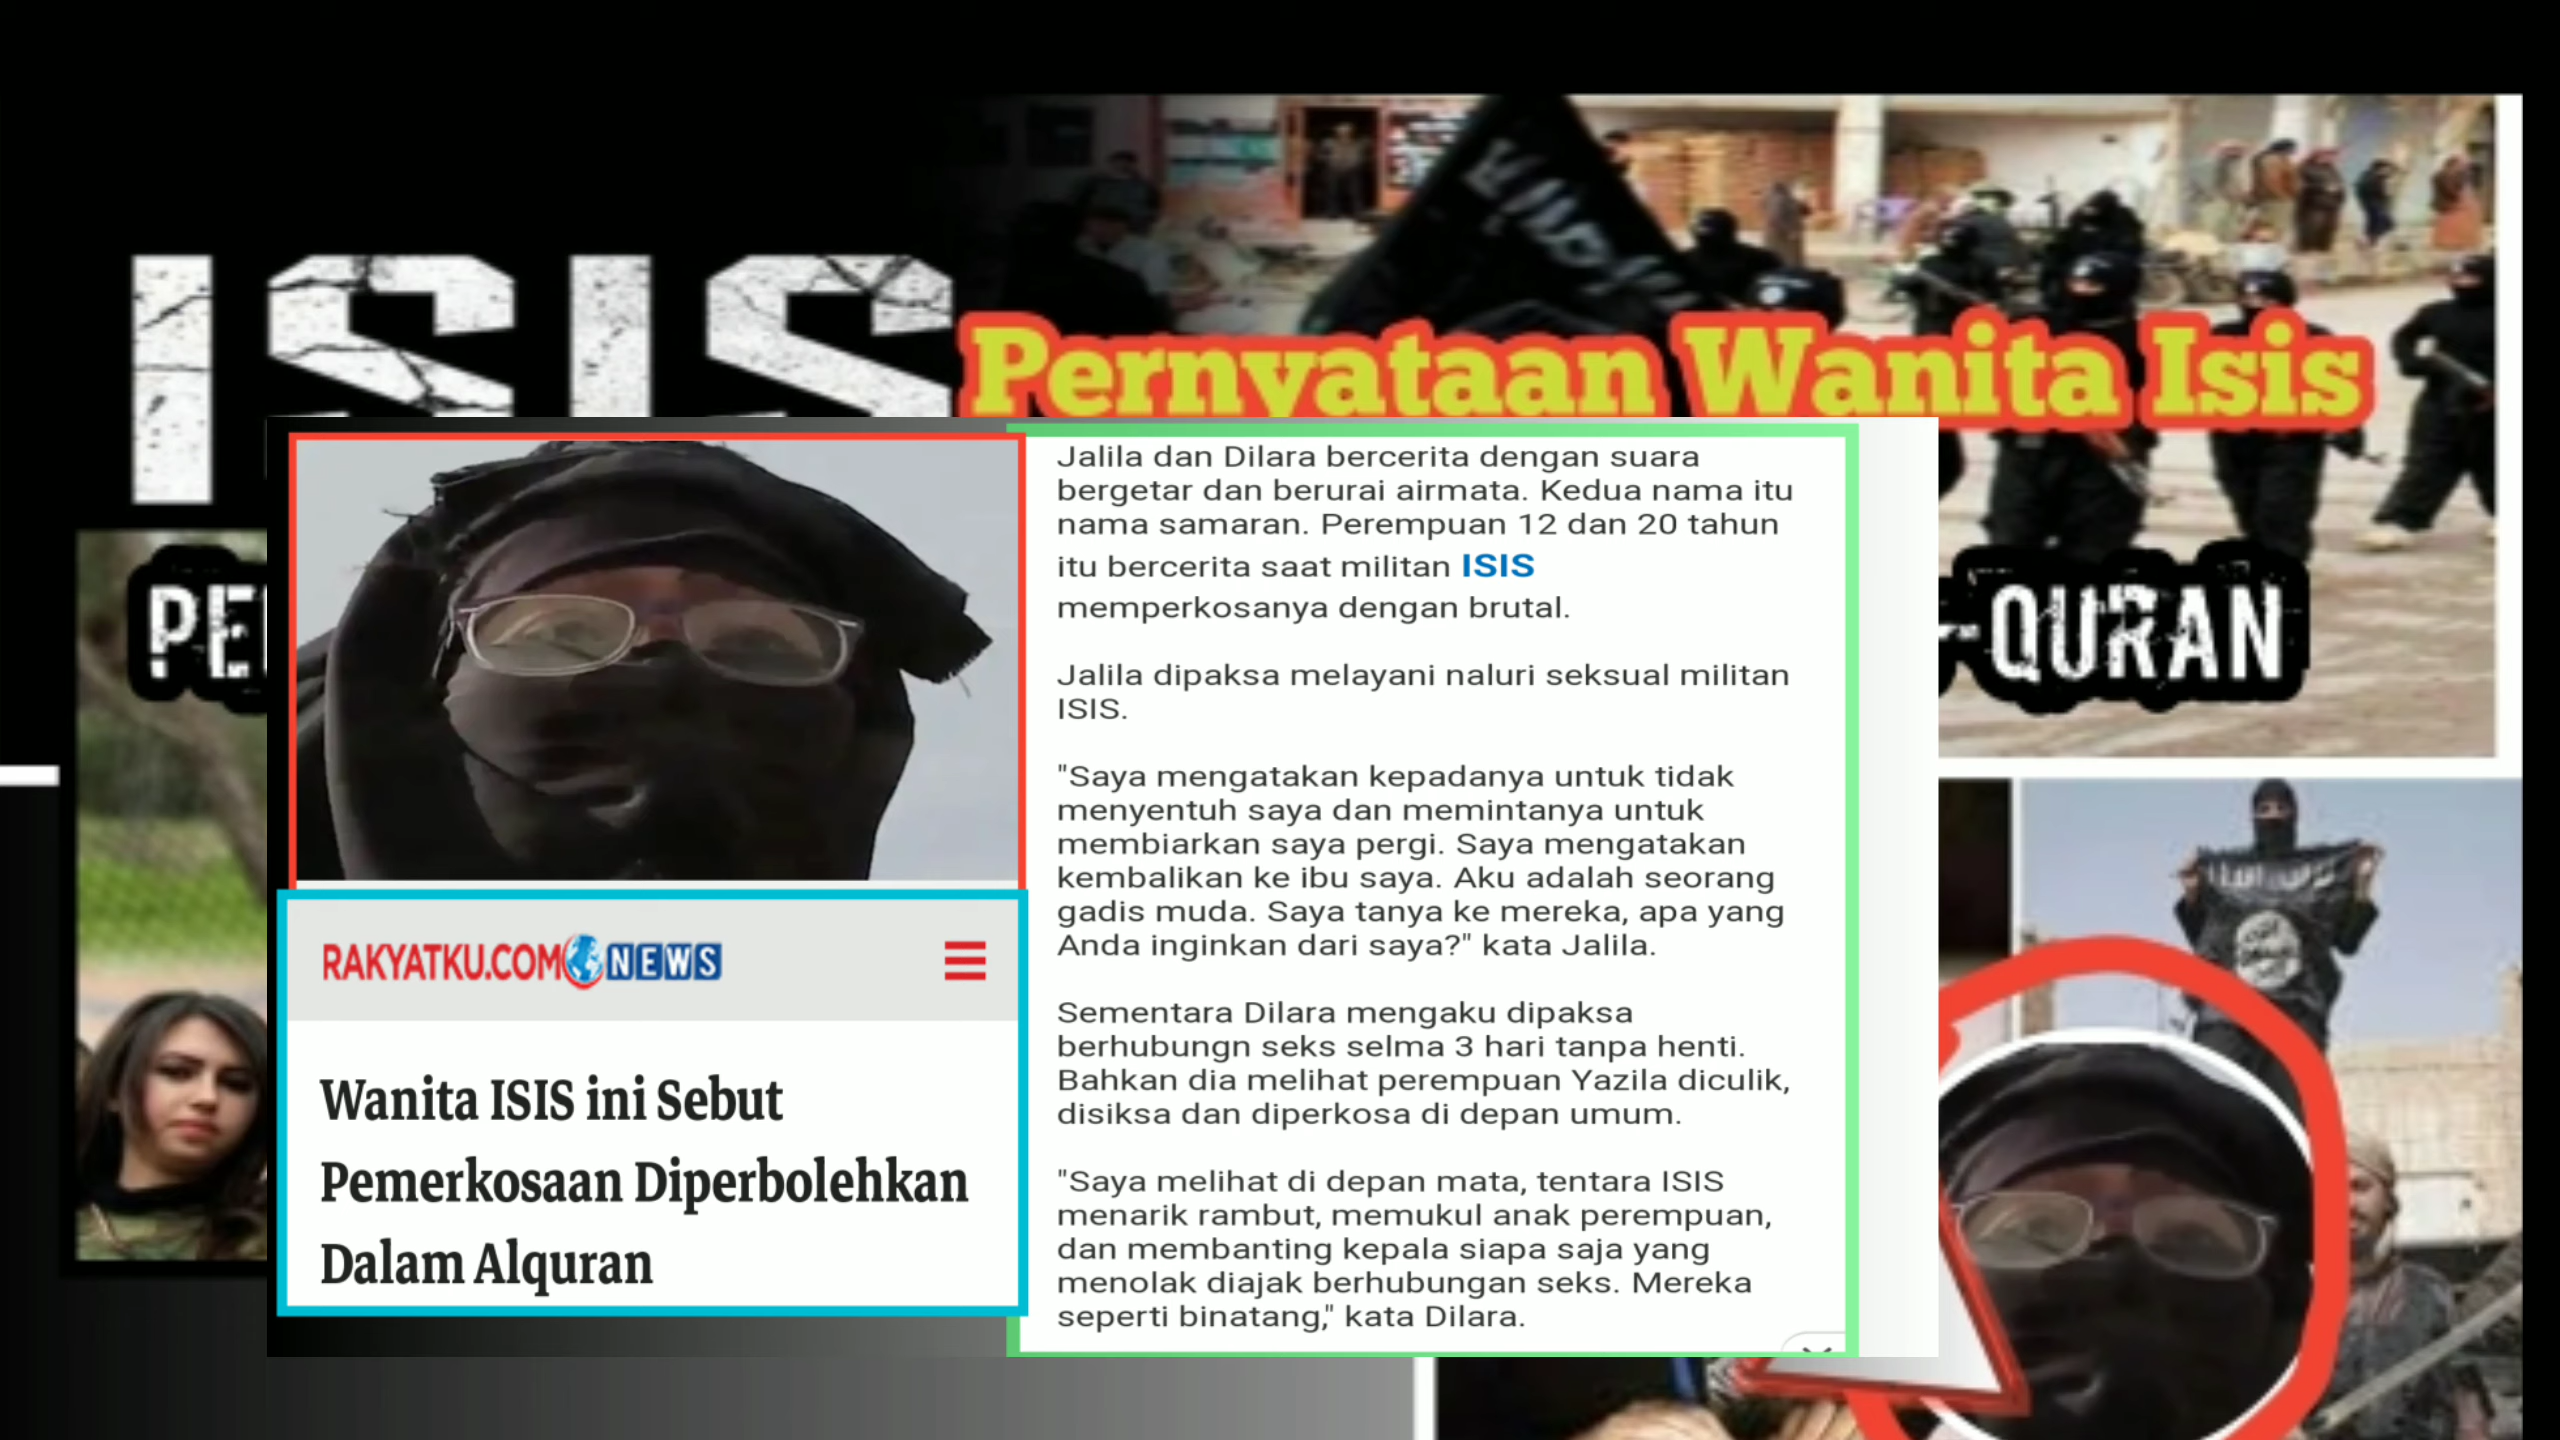 ISIS
Pernyataan Wanita Isis
-QURAN
Jalila dan Dilara bercerita dengan suara
bergetar dan berurai airmata. Kedua nama itu
nama samaran. Perempuan 12 dan 20 tahun
itu bercerita saat militan ISIS
memperkosanya dengan brutal.
Jalila dipaksa melayani naluri seksual militan
ISIS.
"Saya mengatakan kepadanya untuk tidak
menyentuh saya dan memintanya untuk
membiarkan saya pergi. Saya mengatakan
kembalikan ke ibu saya. Aku adalah seorang
gadis muda. Saya tanya ke mereka, apa yang
Anda inginkan dari saya?" kata Jalila.
Sementara Dilara mengaku dipaksa
berhubungn seks selma 3 hari tanpa henti.
Bahkan dia melihat perempuan Yazila diculik,
disiksa dan diperkosa di depan umum.
"Saya melihat di depan mata, tentara ISIS
menarik rambut, memukul anak perempuan,
dan membanting kepala siapa saja yang
menolak diajak berhubungan seks. Mereka
seperti binatang," kata Dilara.
RAKYATKU.COM NEWS
Wanita ISIS ini Sebut
Pemerkosaan Diperbolehkan
Dalam Alquran